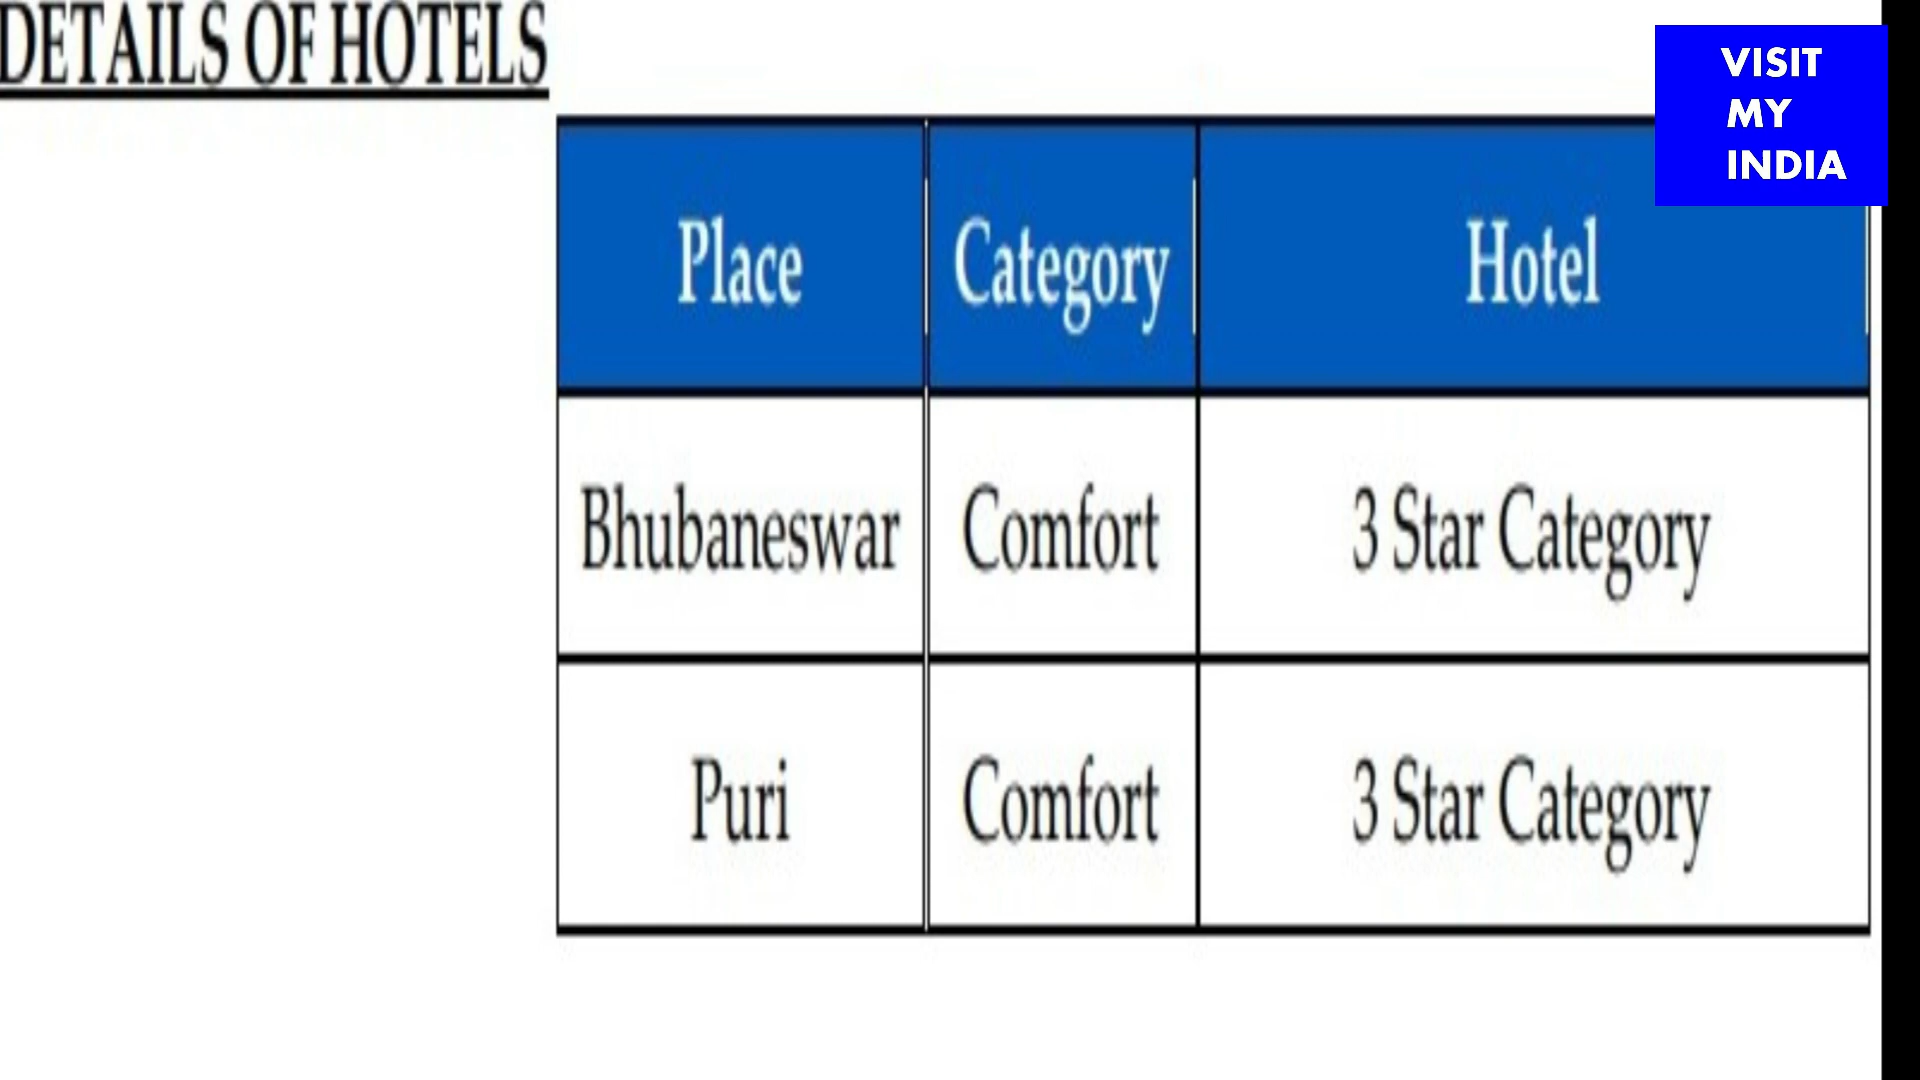 DETAILS OF HOTELS
VISIT
MY
INDIA
Place Category Hotel
Bhubaneswar Comfort 3 Star Category
Puri Comfort 3 Star Category